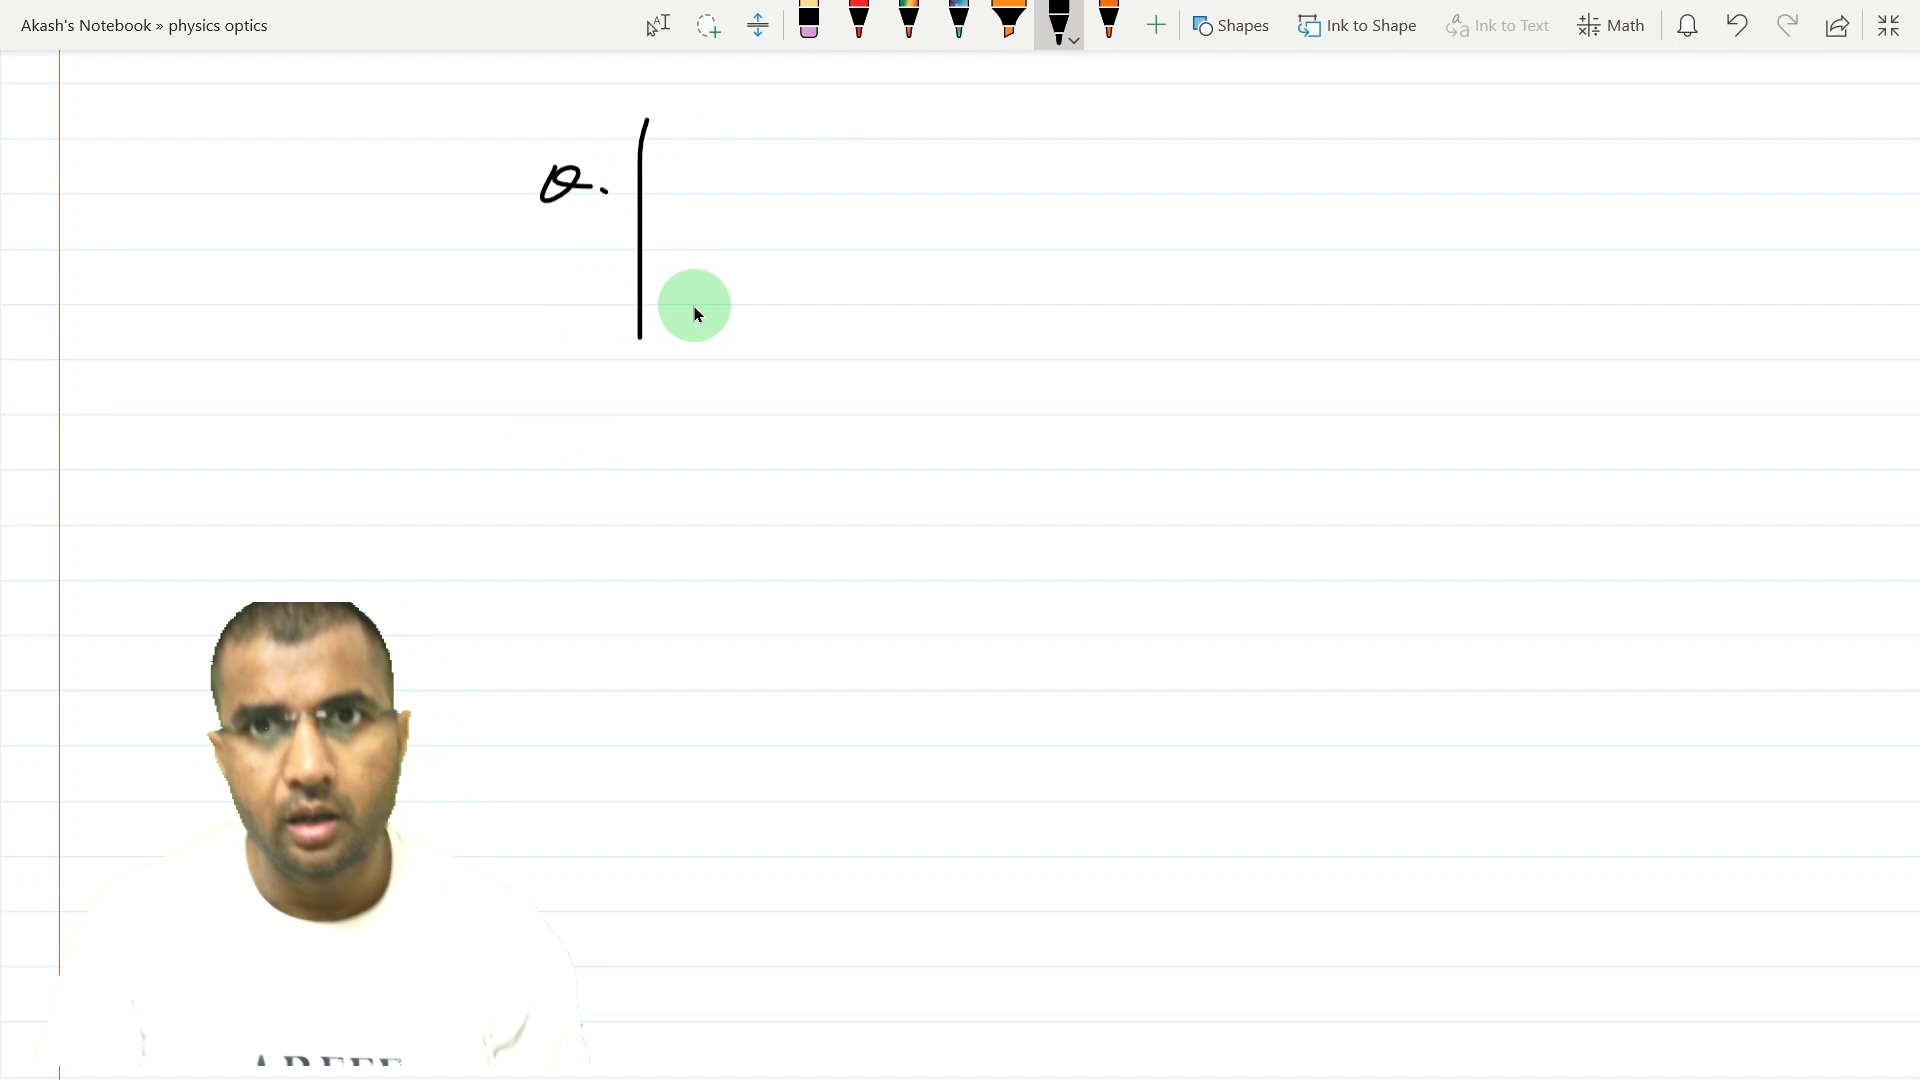 Akash's Notebook » physics optics
Shapes
Ink to Shape
Ink to Text
Math
Q.